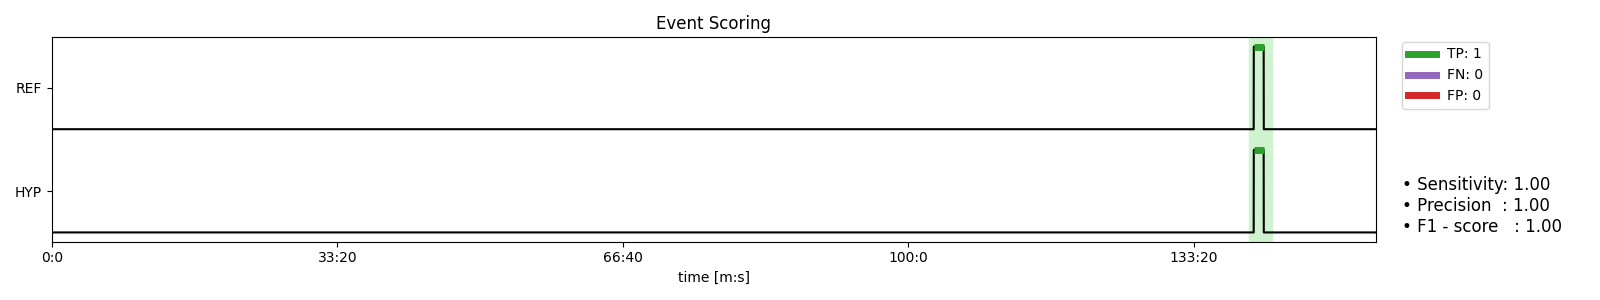 Event Scoring
REF
HYP
0:0
33:20
66:40
100:0
133:20
time [m:s]
TP: 1
FN: 0
FP: 0
• Sensitivity: 1.00
• Precision : 1.00
• F1 - score : 1.00